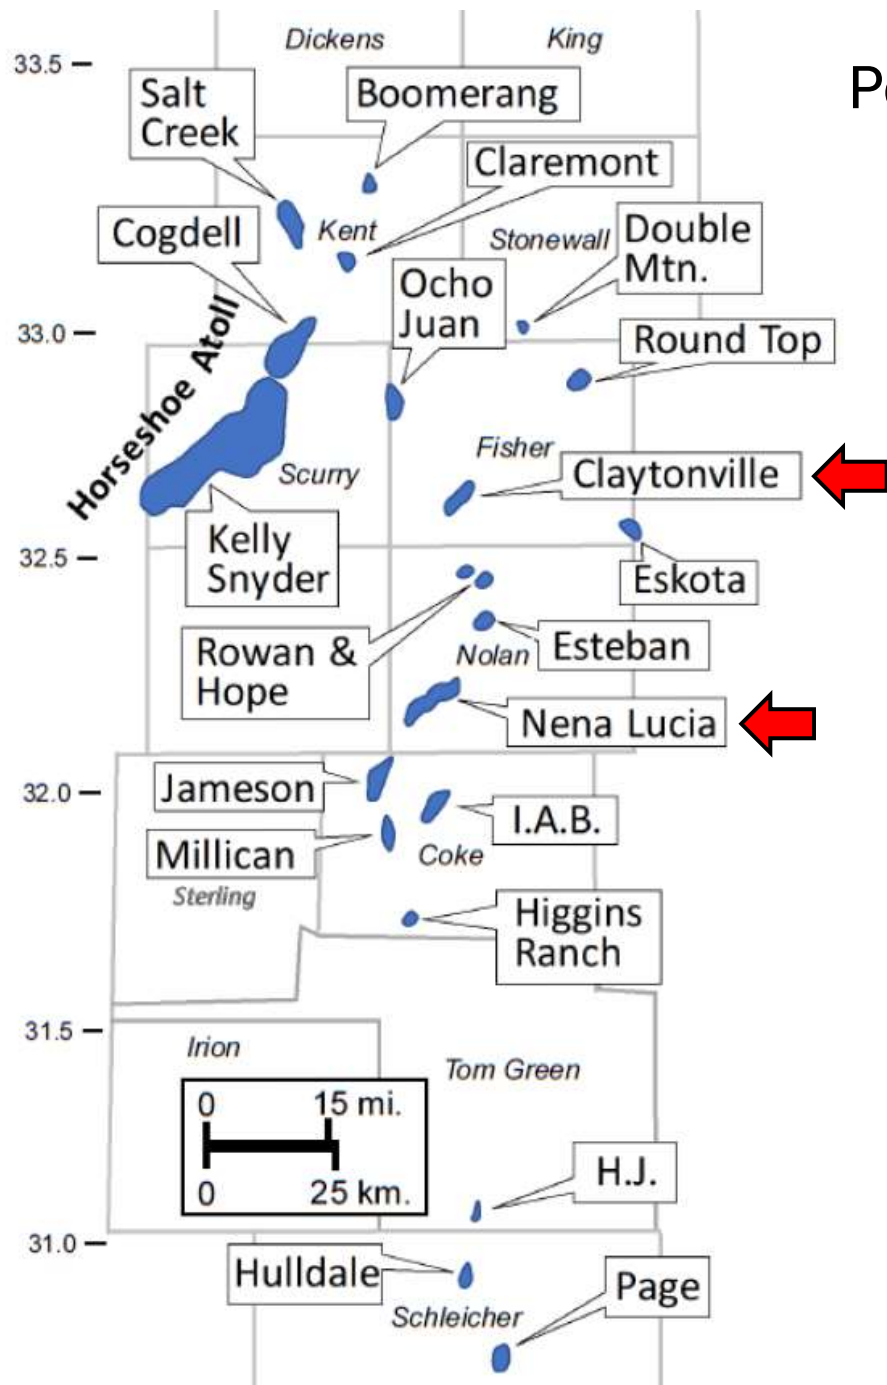 Dickens
King
33.5
Salt
Creek
Boomerang
Claremont
Cogdell
Kent
Stonewall
Double
Mtn.
Ocho
Juan
33.0
Horseshoe Atoll
Round Top
Fisher
Claytonville
Scurry
Kelly
Snyder
32.5
Eskota
Rowan &
Hope
Nolan
Esteban
Nena Lucia
Jameson
32.0
I.A.B.
Millican
Coke
Sterling
Higgins
Ranch
31.5
Irion
Tom Green
0 15 mi.
0 25 km.
H.J.
31.0
Hulldale
Page
Schleicher